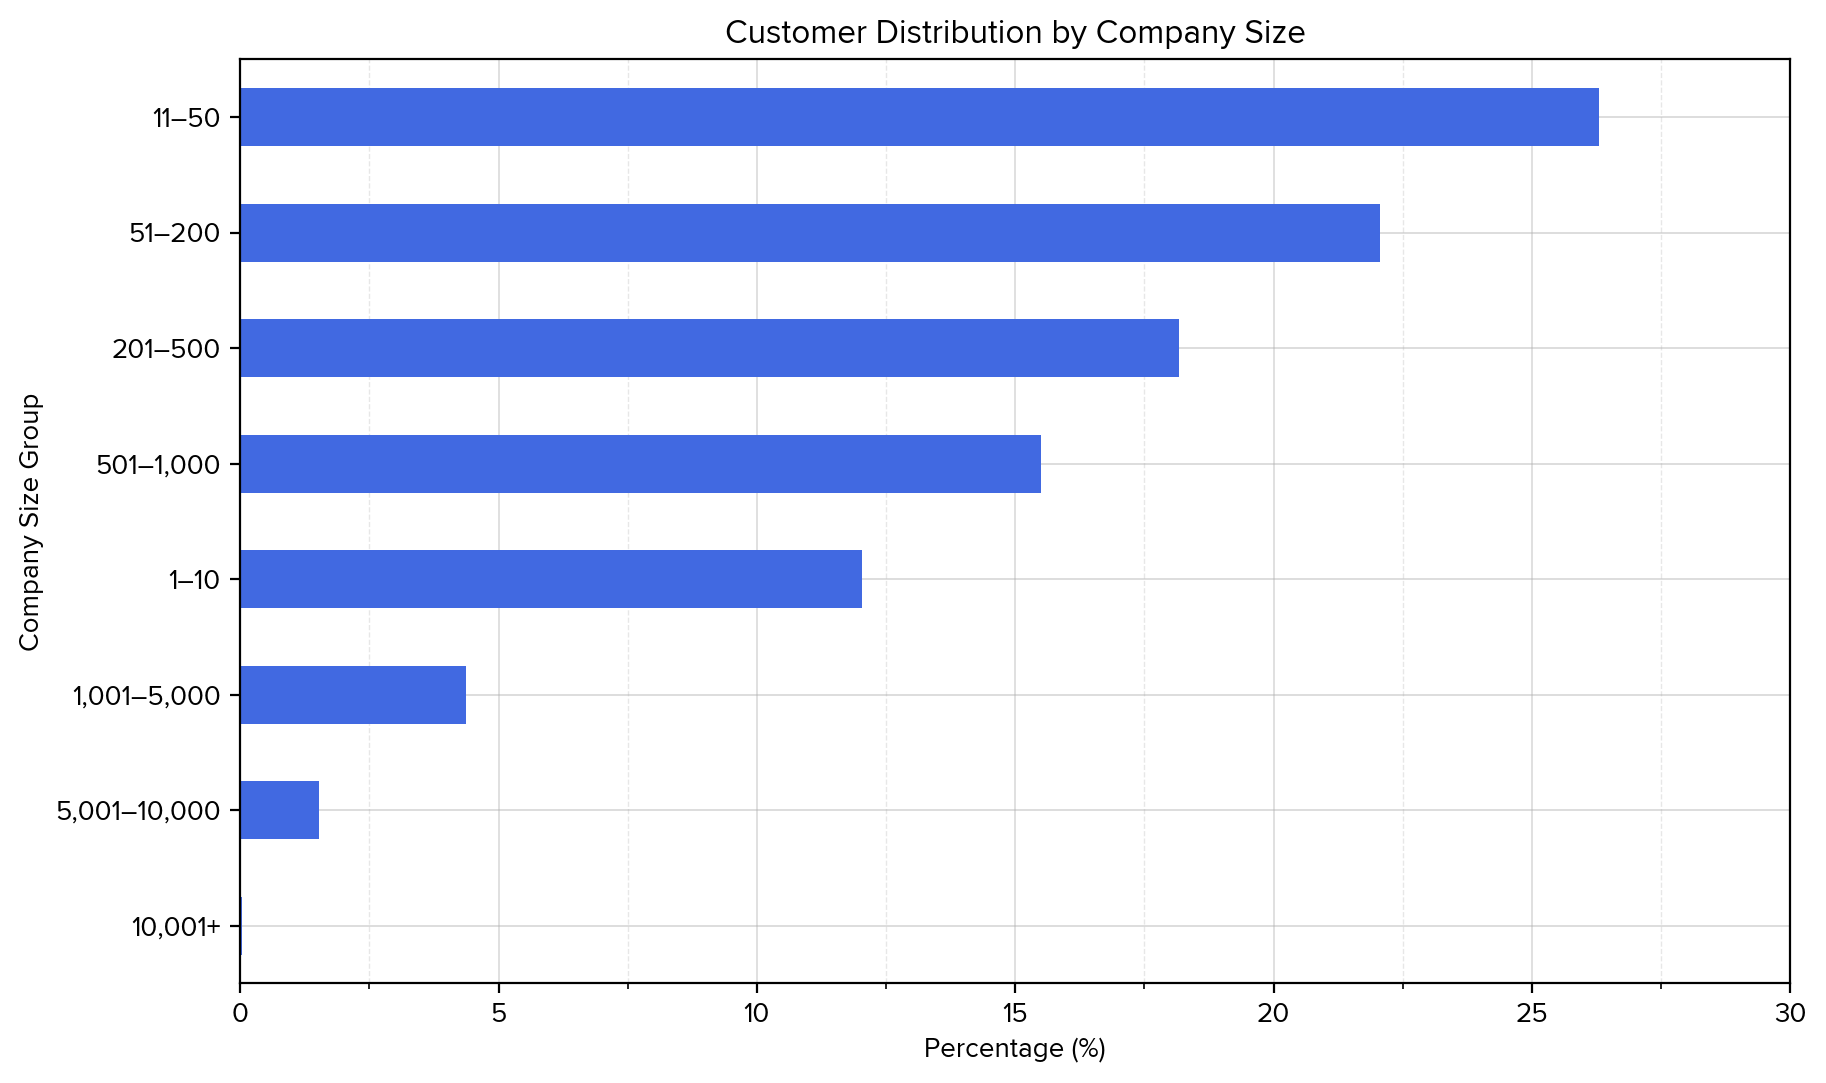 Customer Distribution by Company Size
Company Size Group
11–50
51–200
201–500
501–1,000
1–10
1,001–5,000
5,001–10,000
10,001+
0 5 10 15 20 25 30
Percentage (%)